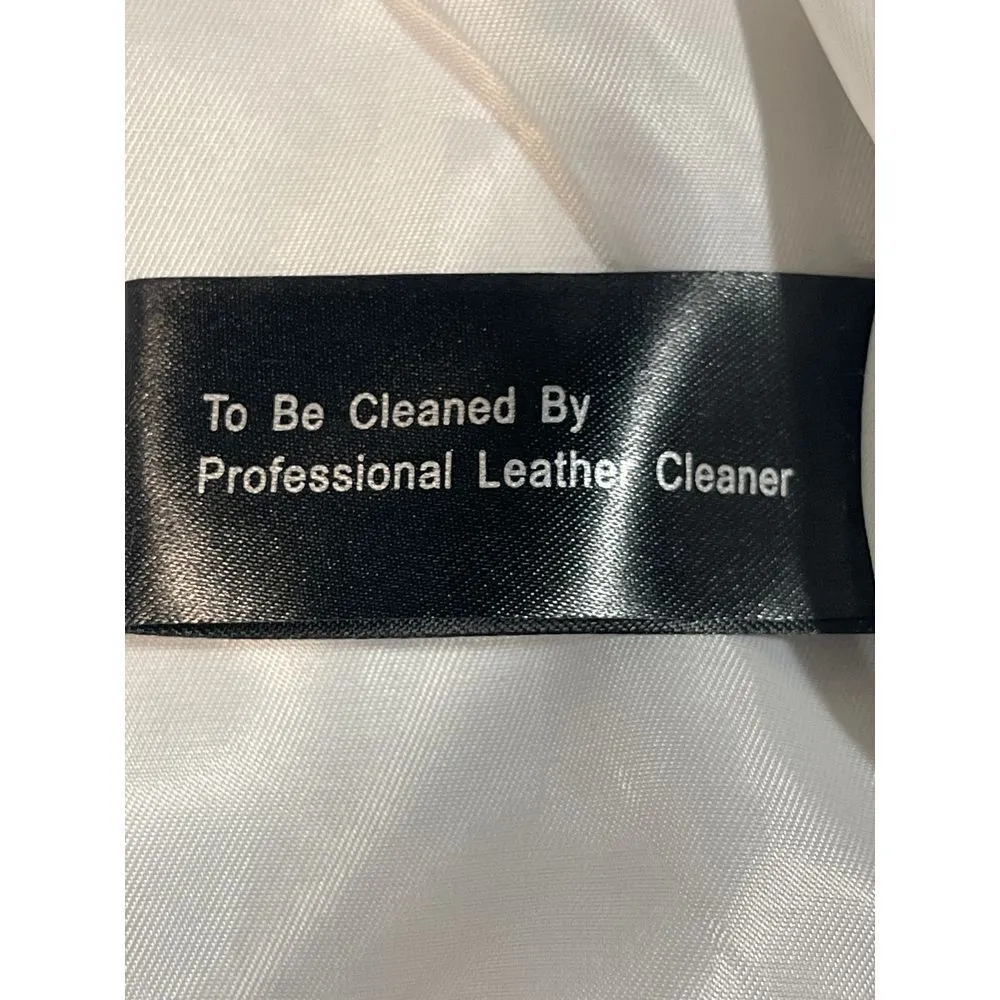 To Be Cleaned By
Professional Leather Cleaner